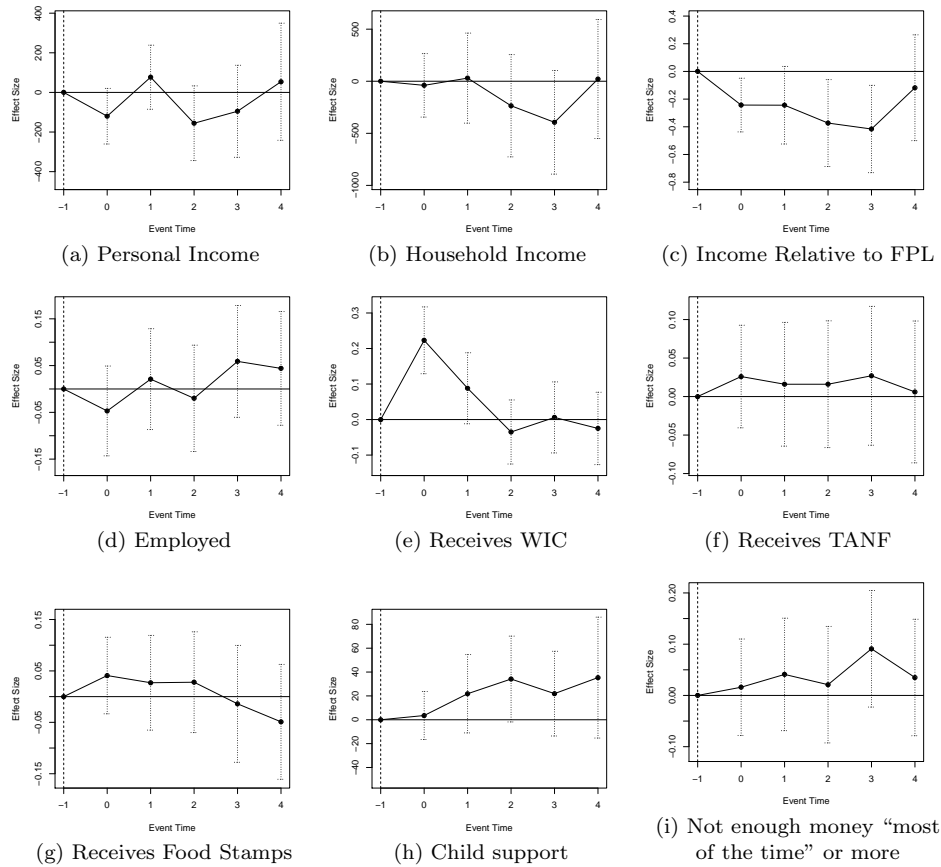 400
200
0
−200
−400
Effect Size
−1 0 1 2 3 4
Event Time
(a) Personal Income
500
0
−500
−1000
Effect Size
−1 0 1 2 3 4
Event Time
(b) Household Income
0.4
0.2
0.0
−0.2
−0.4
−0.6
−0.8
Effect Size
−1 0 1 2 3 4
Event Time
(c) Income Relative to FPL
0.15
0.05
−0.05
−0.15
Effect Size
−1 0 1 2 3 4
Event Time
(d) Employed
0.3
0.2
0.1
0.0
−0.1
Effect Size
−1 0 1 2 3 4
Event Time
(e) Receives WIC
0.10
0.05
0.00
−0.05
−0.10
Effect Size
−1 0 1 2 3 4
Event Time
(f) Receives TANF
0.15
0.05
−0.05
−0.15
Effect Size
−1 0 1 2 3 4
Event Time
(g) Receives Food Stamps
80
60
40
20
0
−20
−40
Effect Size
−1 0 1 2 3 4
Event Time
(h) Child support
0.20
0.10
0.00
−0.10
Effect Size
−1 0 1 2 3 4
Event Time
(i) Not enough money “most
of the time” or more